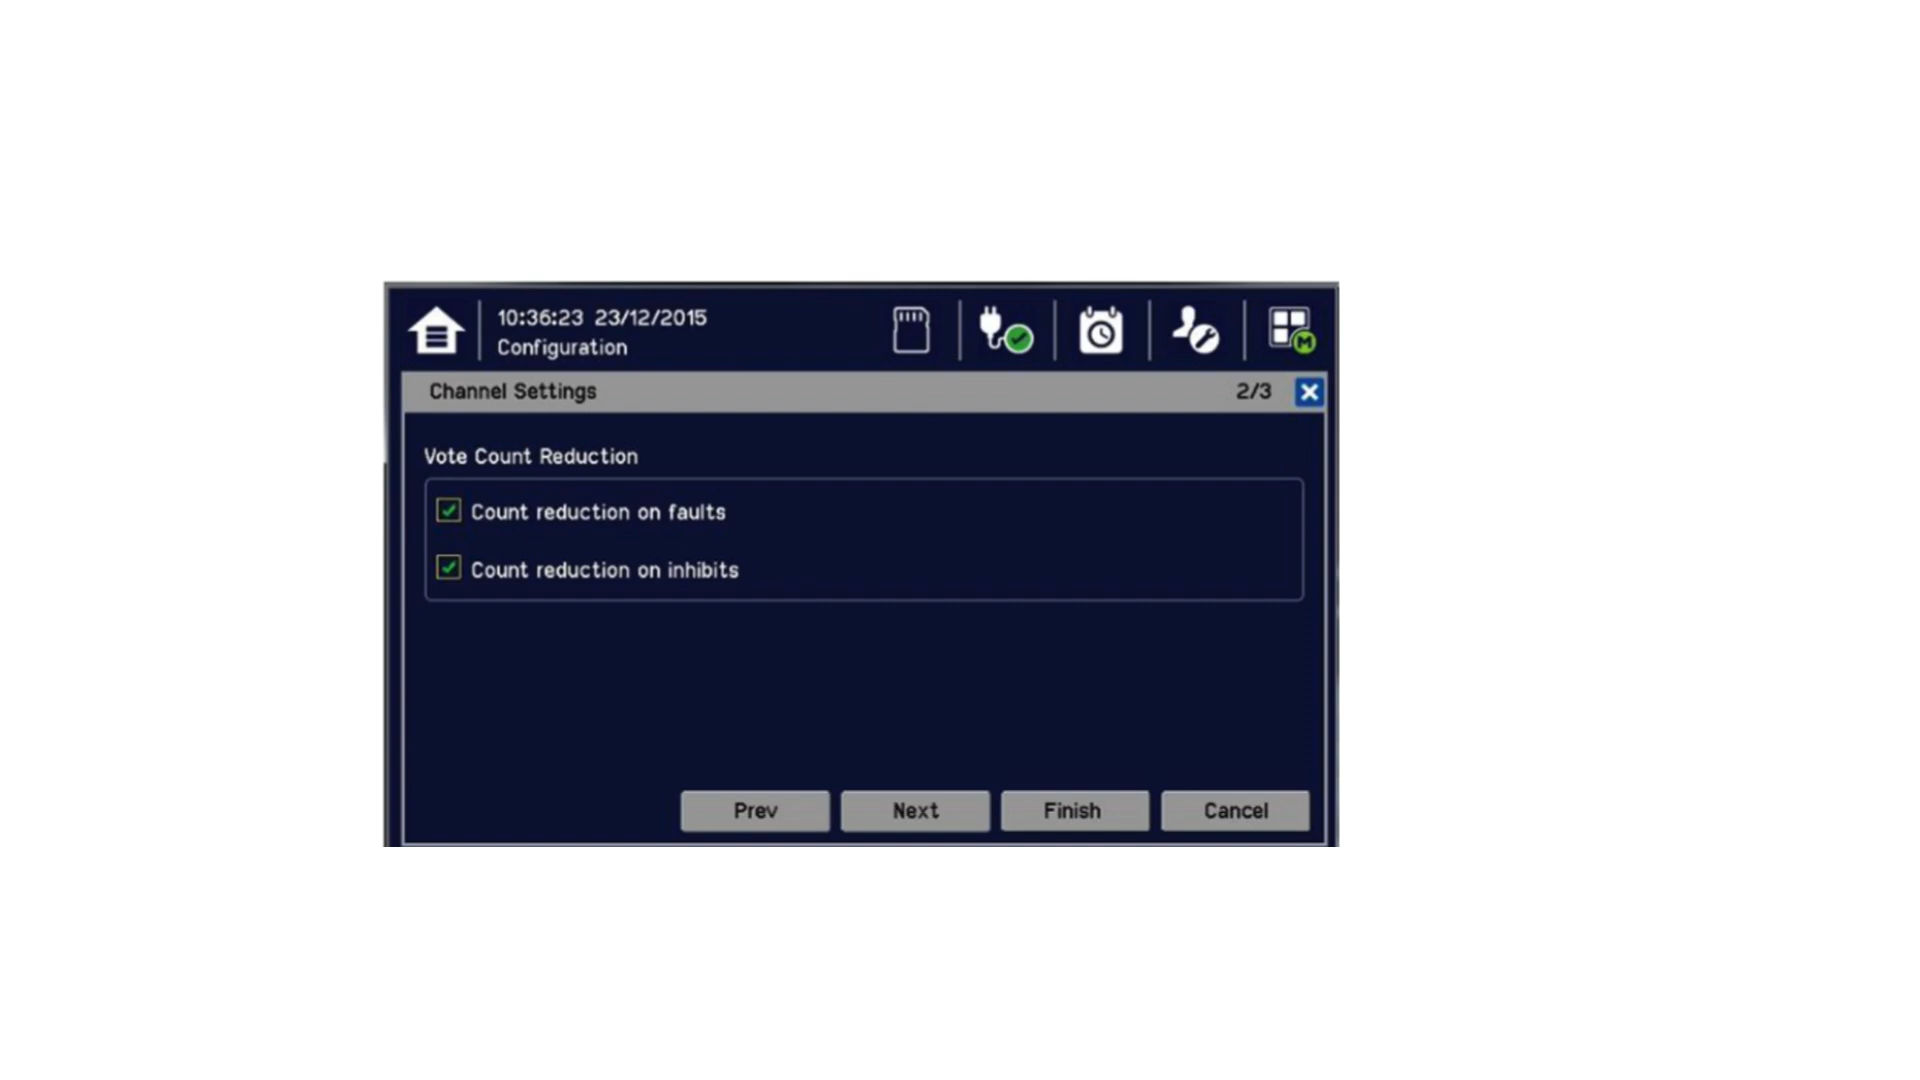 10:36:23 23/12/2015
Configuration
M
Channel Settings 2/3
Vote Count Reduction
Count reduction on faults
Count reduction on inhibits
Prev Next Finish Cancel